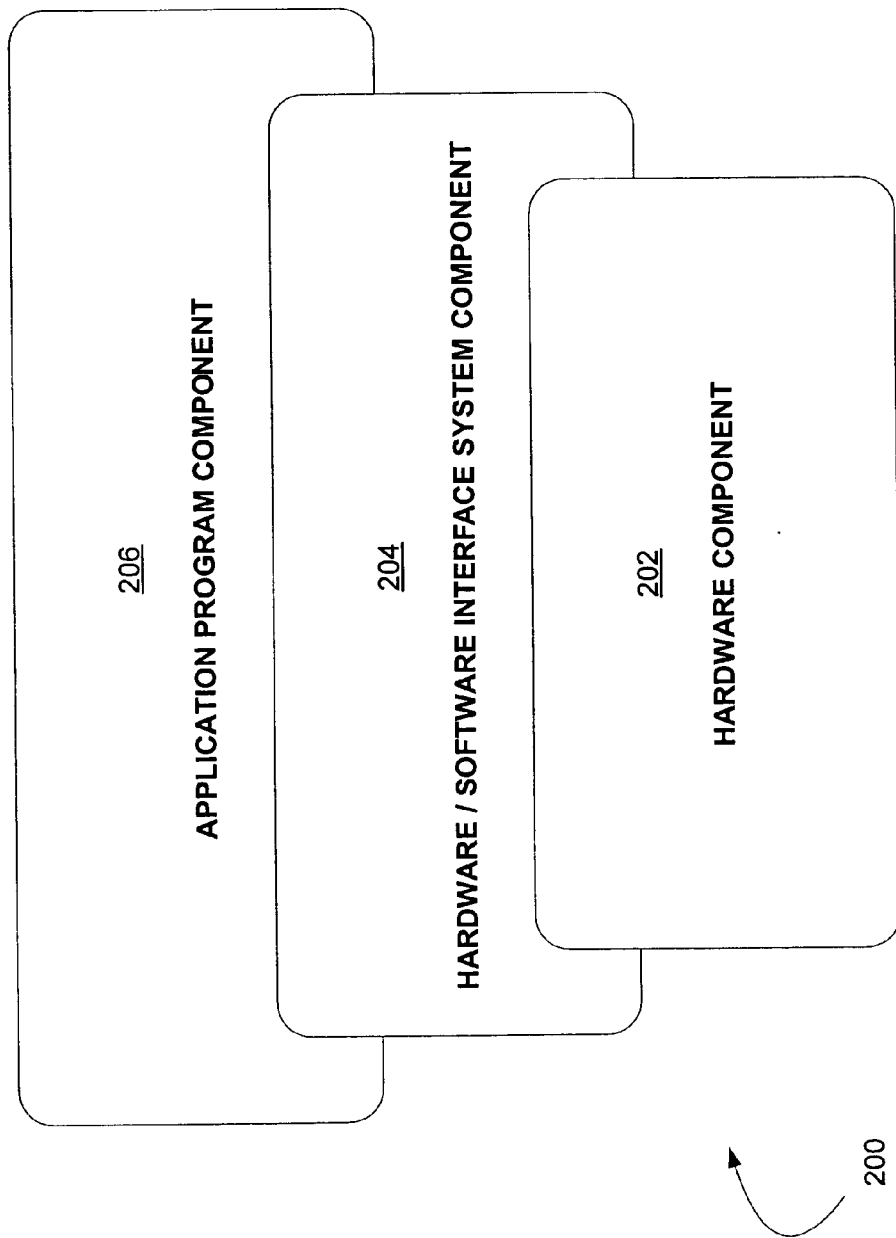 206
APPLICATION PROGRAM COMPONENT
204
HARDWARE / SOFTWARE INTERFACE SYSTEM COMPONENT
202
HARDWARE COMPONENT
200